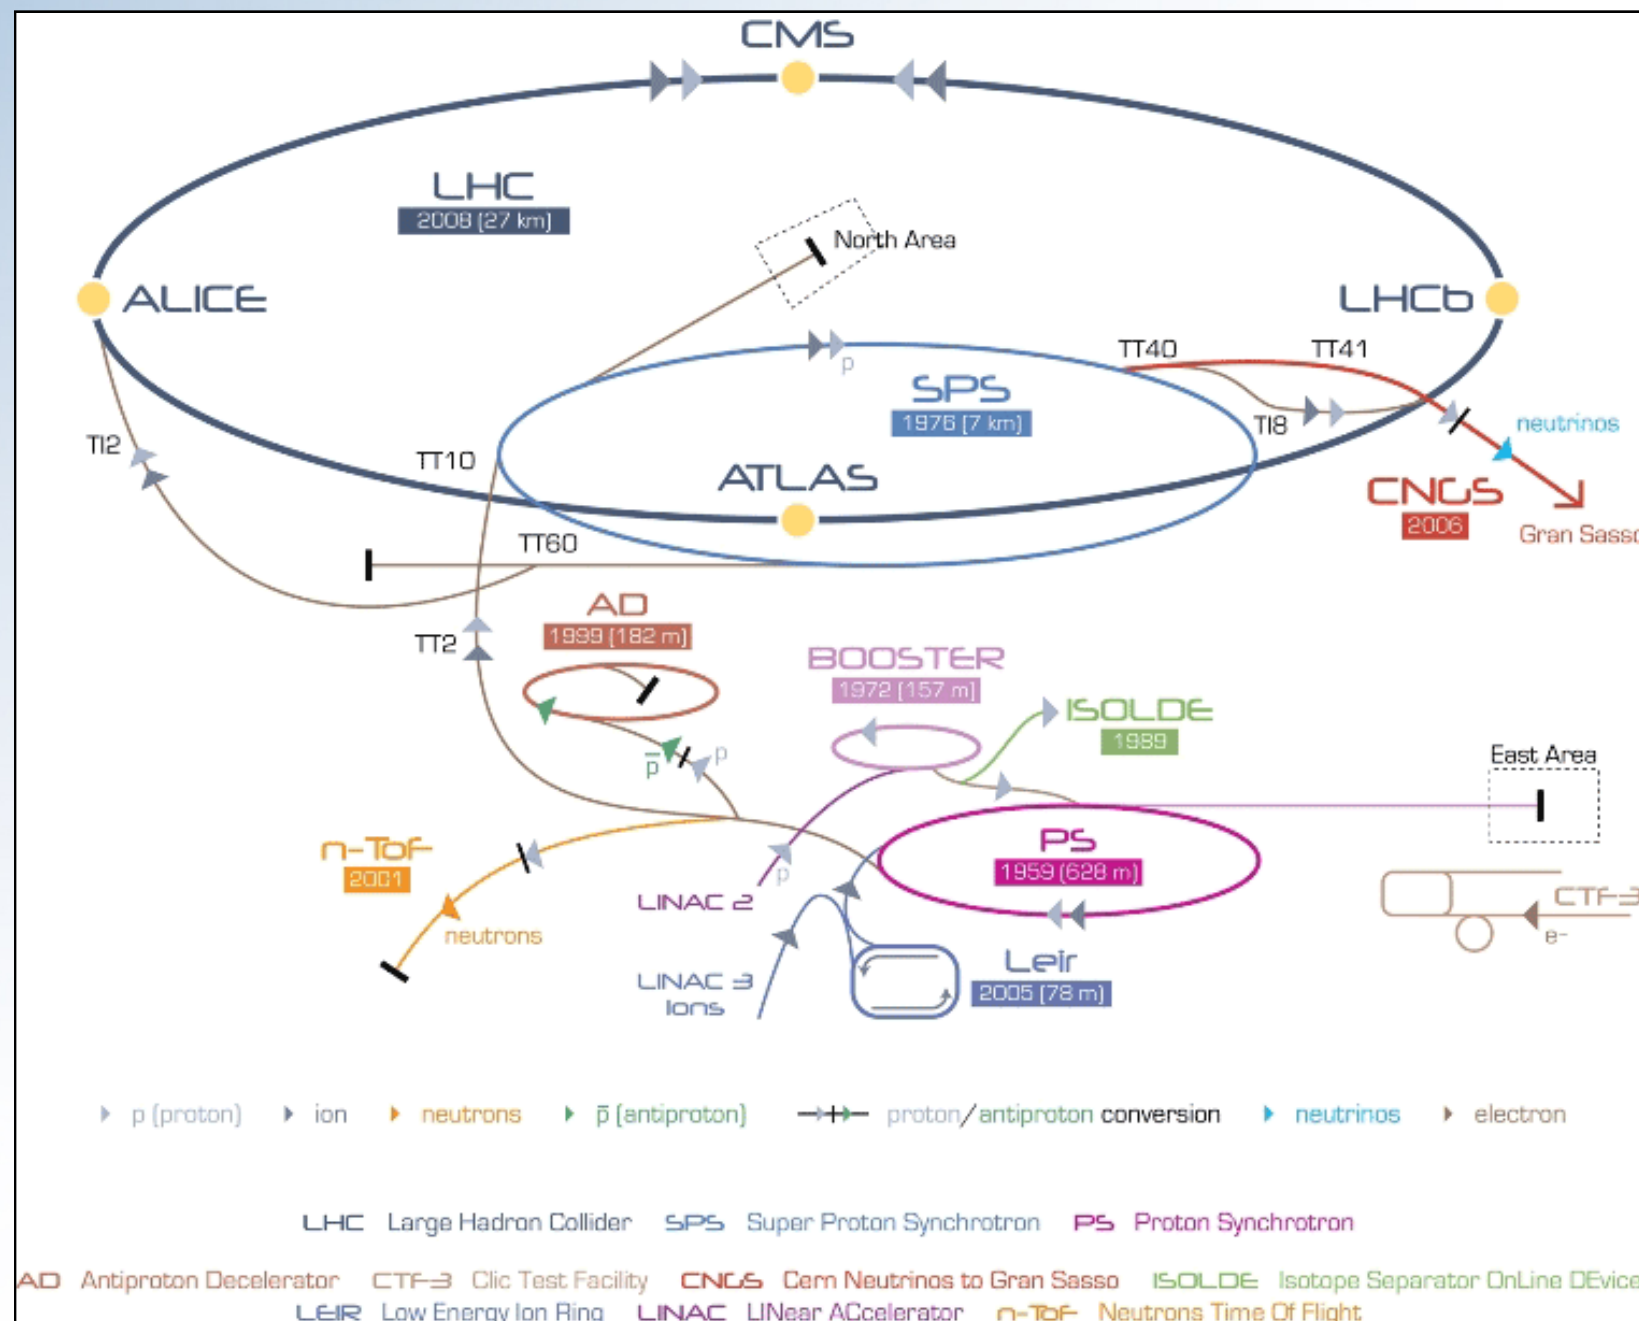 CMS
LHC
2008 (27 km)
North Area
ALICE
LHCb
p
TT40
TT41
SPS
1976 (7 km)
TI8
neutrinos
TI2
TT10
ATLAS
CNGS
2006
Gran Sasso
TT60
AD
1999 (182 m)
TT2
BOOSTER
1972 (157 m)
ISOLDE
1989
East Area
p
p̅
n-ToF
2001
neutrons
PS
1959 (628 m)
p
LINAC 2
CTF-3
e-
Leir
2005 (78 m)
LINAC 3
Ions
p (proton) ion neutrons p̅ (antiproton) proton/antiproton conversion neutrinos electron
LHC Large Hadron Collider SPS Super Proton Synchrotron PS Proton Synchrotron
AD Antiproton Decelerator CTF-3 Clic Test Facility CNGS Cern Neutrinos to Gran Sasso ISOLDE Isotope Separator OnLine DEvice
LEIR Low Energy Ion Ring LINAC LINear ACcelerator n-ToF Neutrons Time Of Flight